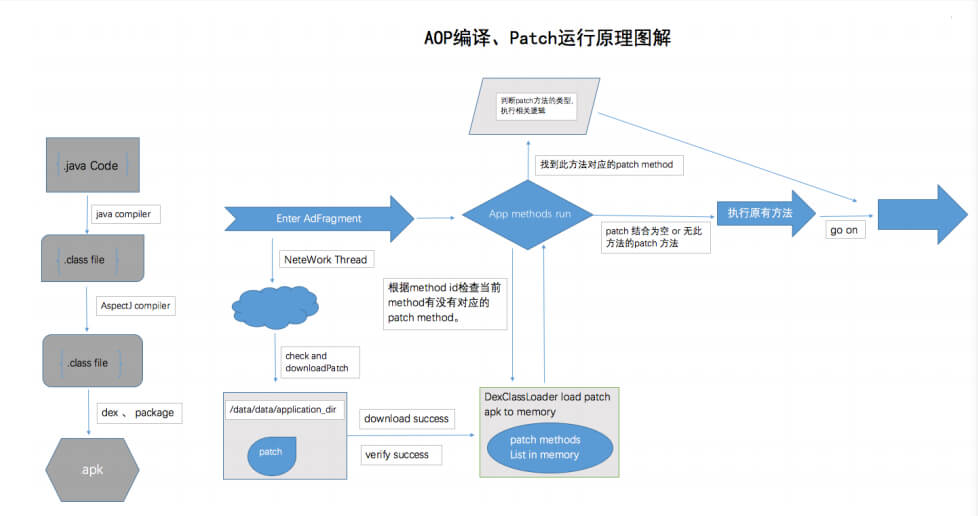 AOP编译、Patch运行原理图解
判断patch方法的类型,
执行相关逻辑
找到此方法对应的patch method
.java Code
java compiler
.class file
AspectJ compiler
.class file
dex 、 package
apk
Enter AdFragment
App methods run
执行原有方法
patch 结合为空 or 无此
方法的patch 方法
go on
NeteWork Thread
根据method id检查当前
method有没有对应的
patch method。
check and
downloadPatch
/data/data/application_dir
patch
download success
verify success
DexClassLoader load patch
apk to memory
patch methods
List in memory